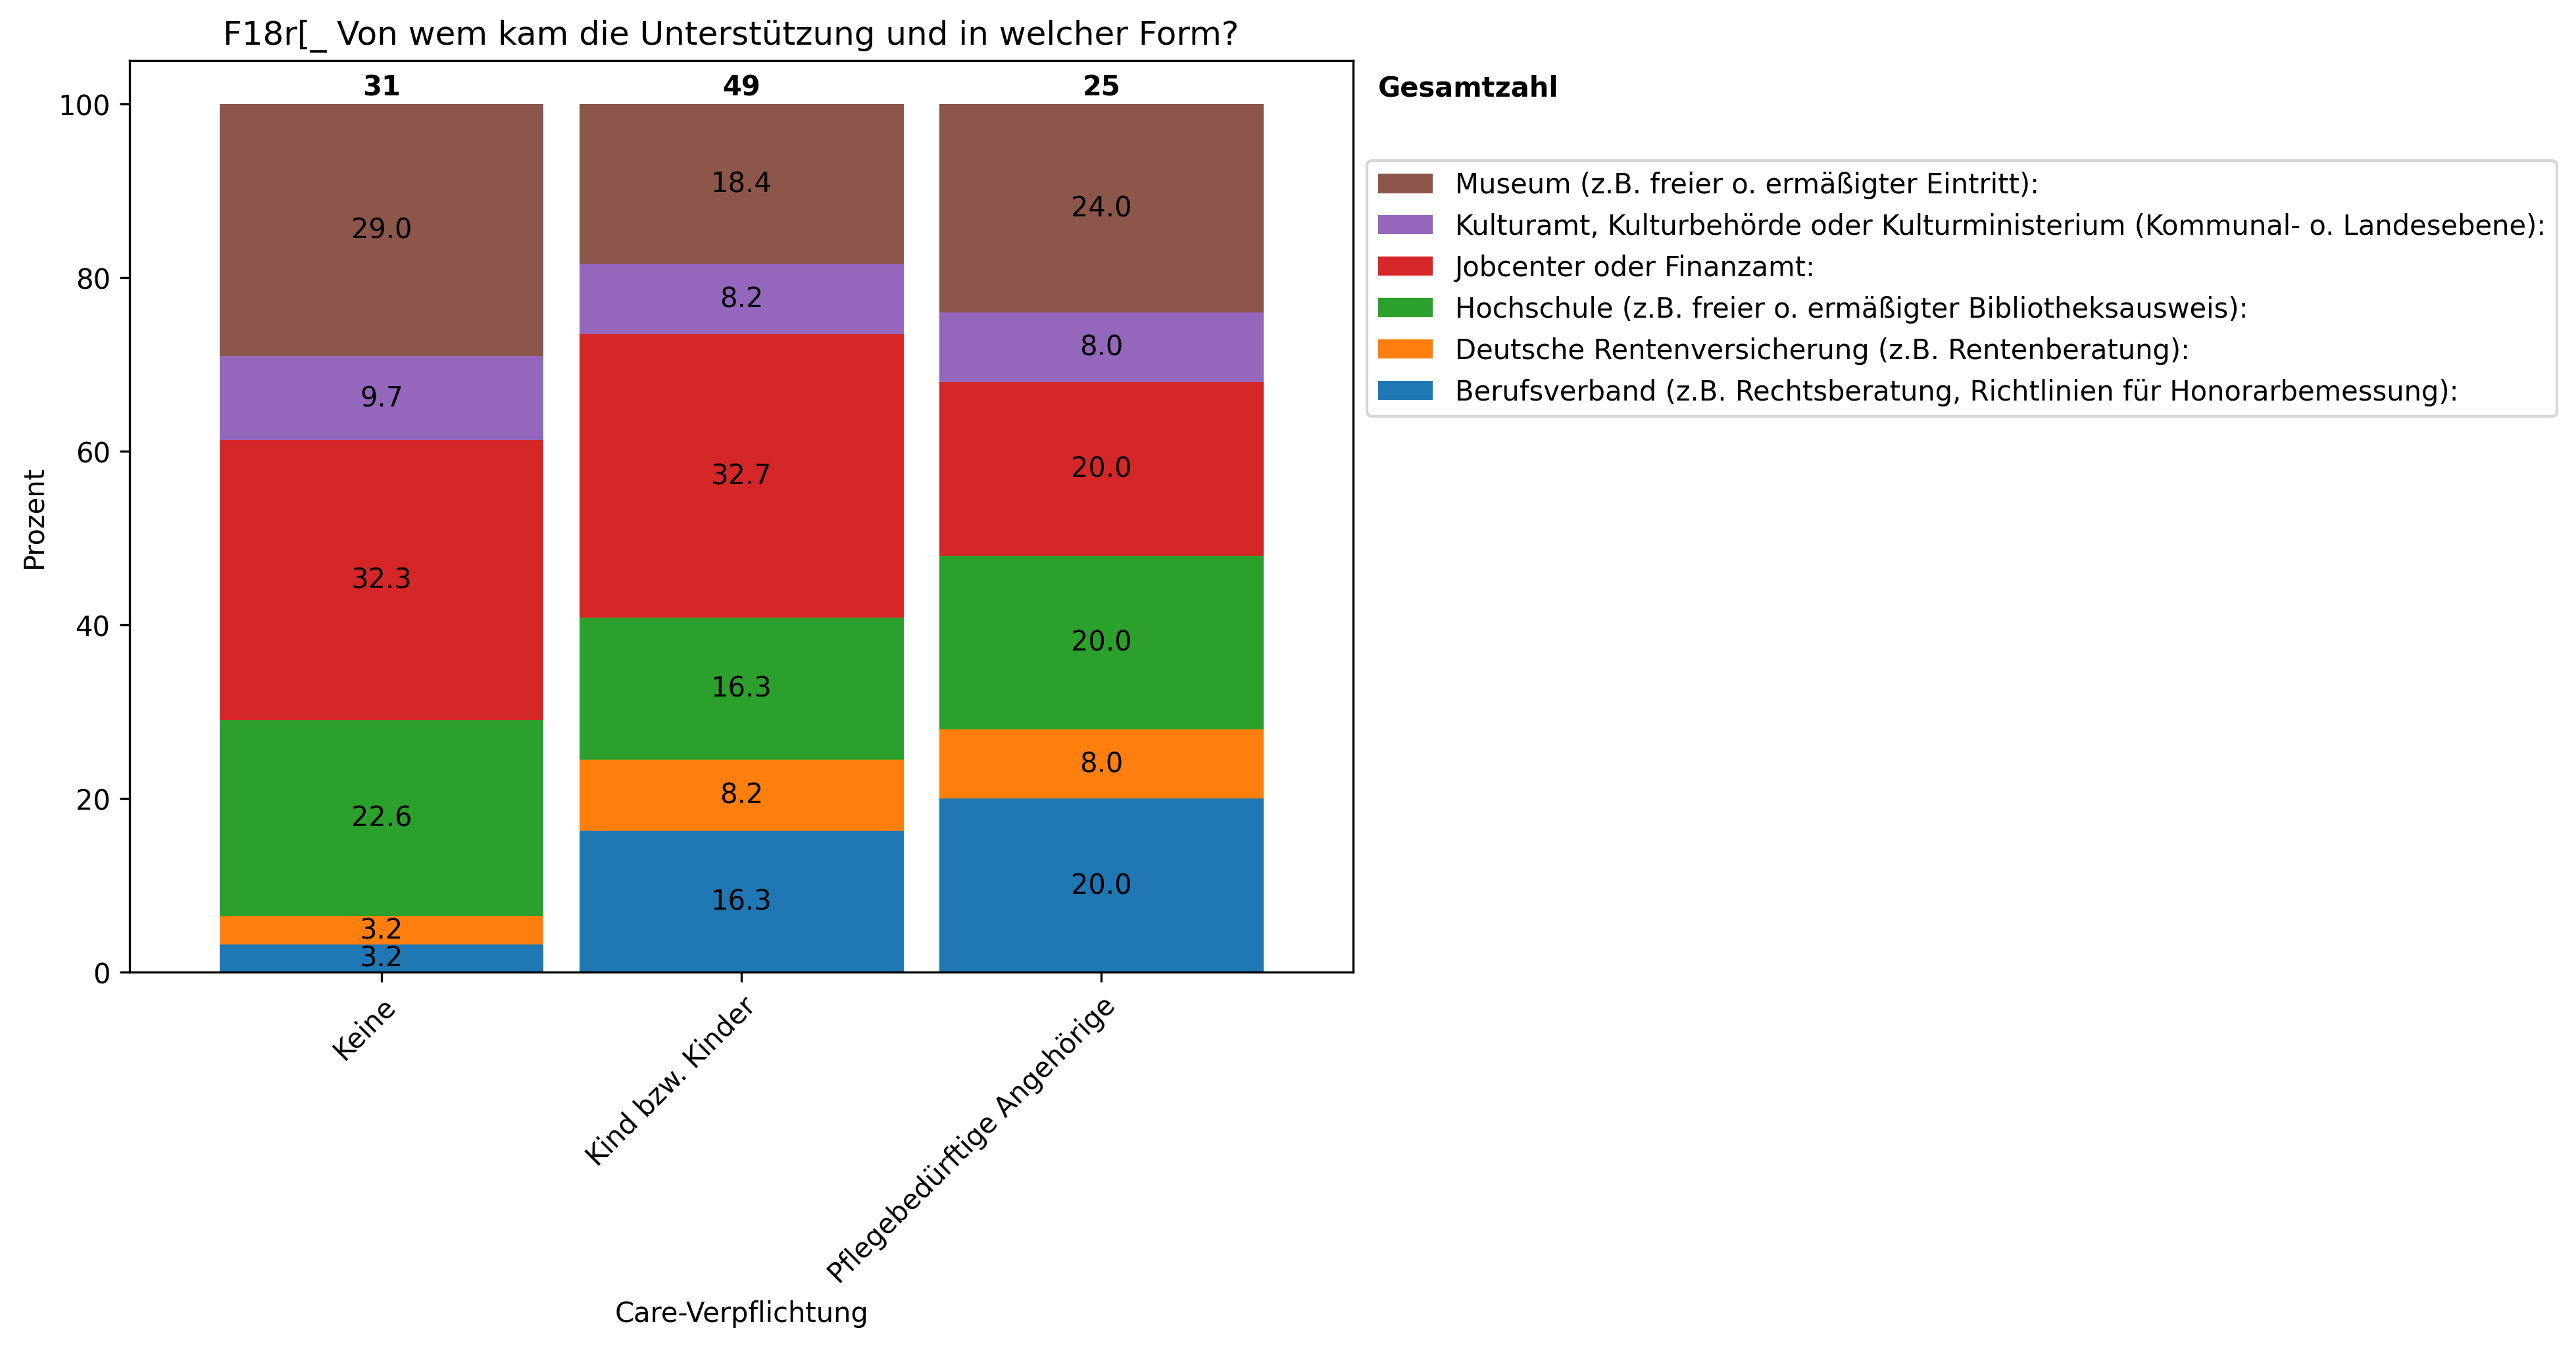 F18r[_ Von wem kam die Unterstützung und in welcher Form?
31 49 25 Gesamtzahl
100
80
60
40
20
0
Prozent
29.0
9.7
32.3
22.6
3.2
3.2
18.4
8.2
32.7
16.3
8.2
16.3
24.0
8.0
20.0
20.0
8.0
20.0
Keine
Kind bzw. Kinder
Pflegebedürftige Angehörige
Care-Verpflichtung
Museum (z.B. freier o. ermäßigter Eintritt):
Kulturamt, Kulturbehörde oder Kulturministerium (Kommunal- o. Landesebene):
Jobcenter oder Finanzamt:
Hochschule (z.B. freier o. ermäßigter Bibliotheksausweis):
Deutsche Rentenversicherung (z.B. Rentenberatung):
Berufsverband (z.B. Rechtsberatung, Richtlinien für Honorarbemessung):